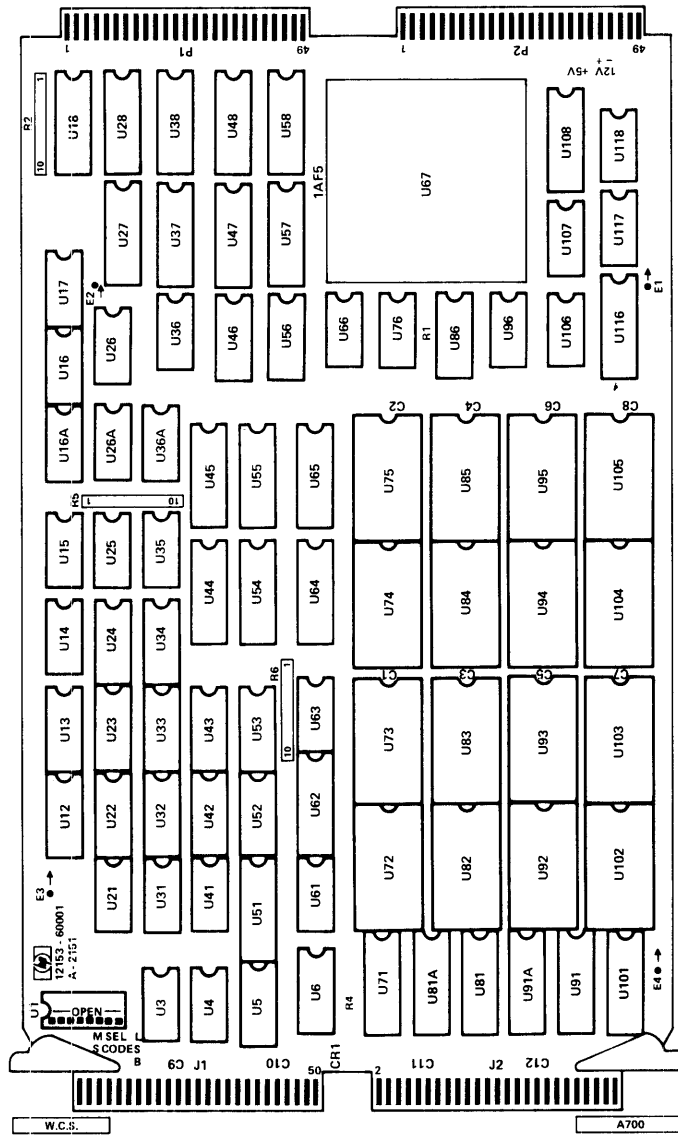 1 P1 49 1 P2 49
12V +5V
- +
R2 1 10 U18 U28 U38 U48 U58 1AF5 U67 U108 U118
U27 U37 U47 U57 U107 U117
U17 E2 E1
U16 U26 U36 U46 U56 U66 U76 R1 U86 U96 U106 U116
U16A U26A U36A U45 U55 U65 C2 C4 C6 C8
U75 U85 U95 U105
R5 1 10
U15 U25 U35 U44 U54 U64 U74 U84 U94 U104
U14 U24 U34 R6 1 10 C1 C3 C5 C7
U13 U23 U33 U43 U53 U63 U73 U83 U93 U103
U12 U22 U32 U42 U52 U62 U72 U82 U92 U102
E3 U21 U31 U41 U51 U61
12153 - 60001
A - 2151
U1 OPEN U3 U4 U5 U6 R4 U71 U81A U81 U91A U91 U101 E4
M SEL L
S CODE S
B
C9 J1 C10 50 CR1 2 C11 J2 C12
W.C.S. A700